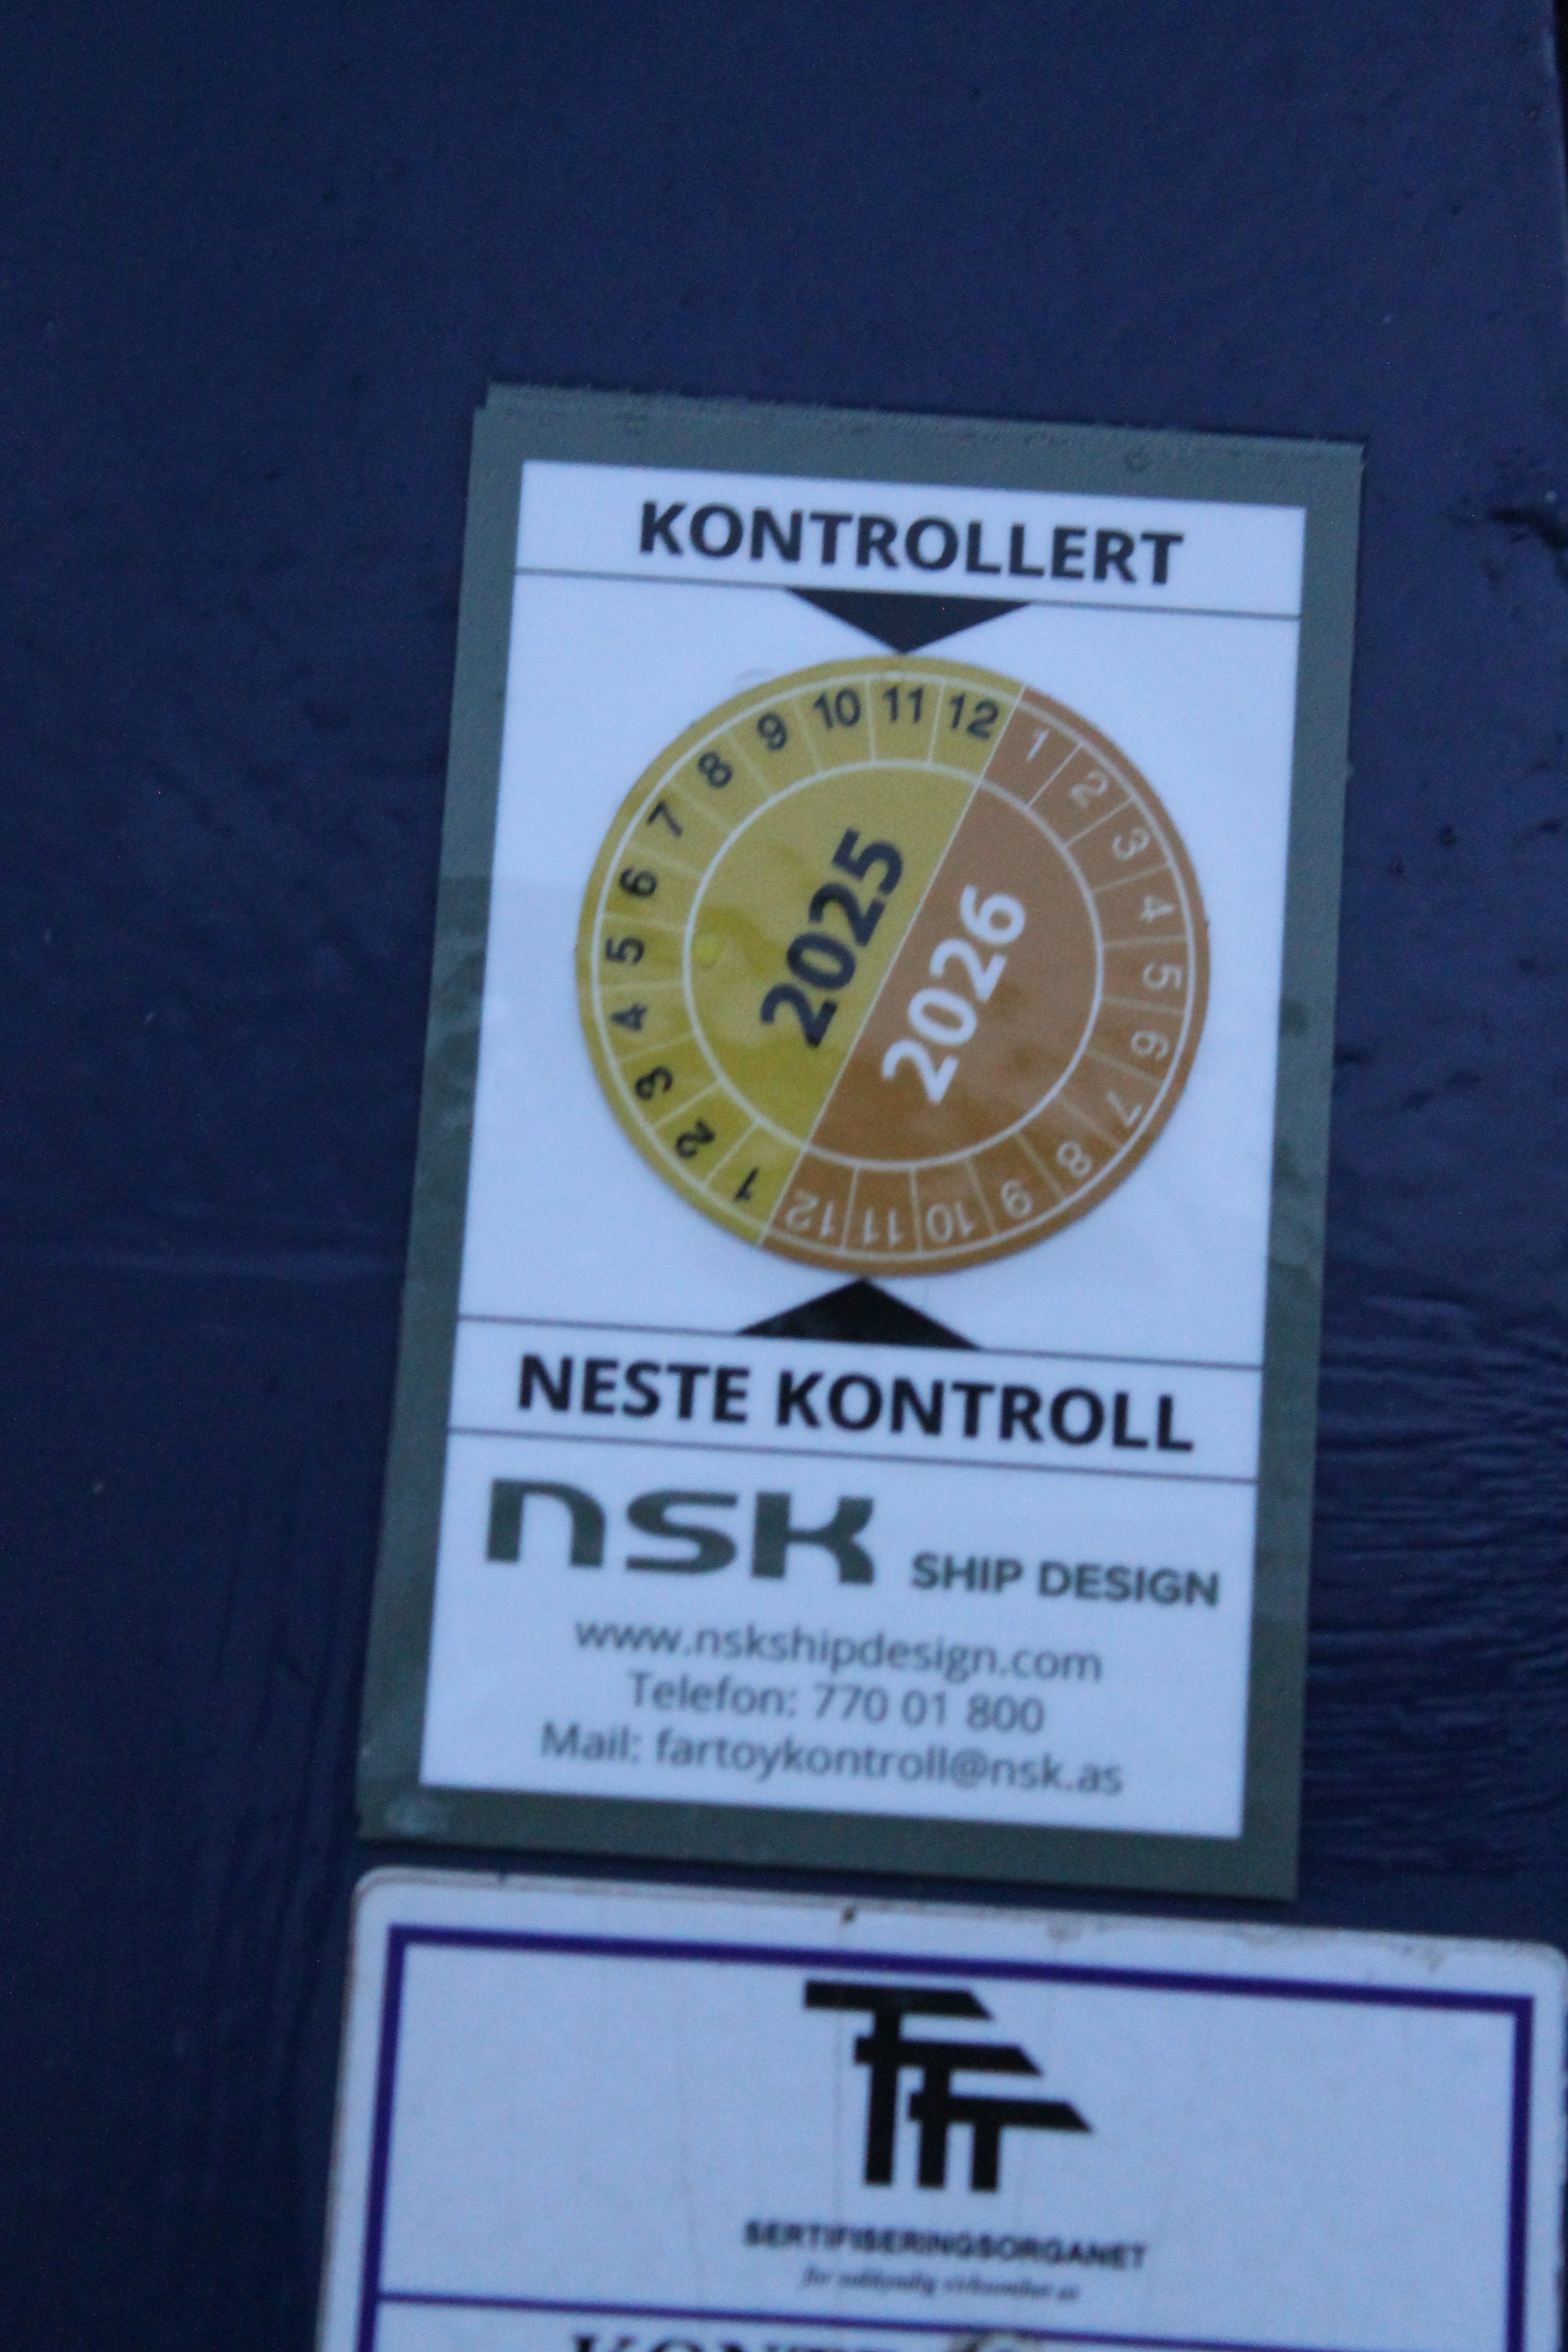 KONTROLLERT
1 2 3 4 5 6 7 8 9 10 11 12
2025
1 2 3 4 5 6 7 8 9 10 11 12
2026
NESTE KONTROLL
nsk SHIP DESIGN
www.nskshipdesign.com
Telefon: 770 01 800
Mail: fartoykontroll@nsk.as
SERTIFISERINGSORGANET